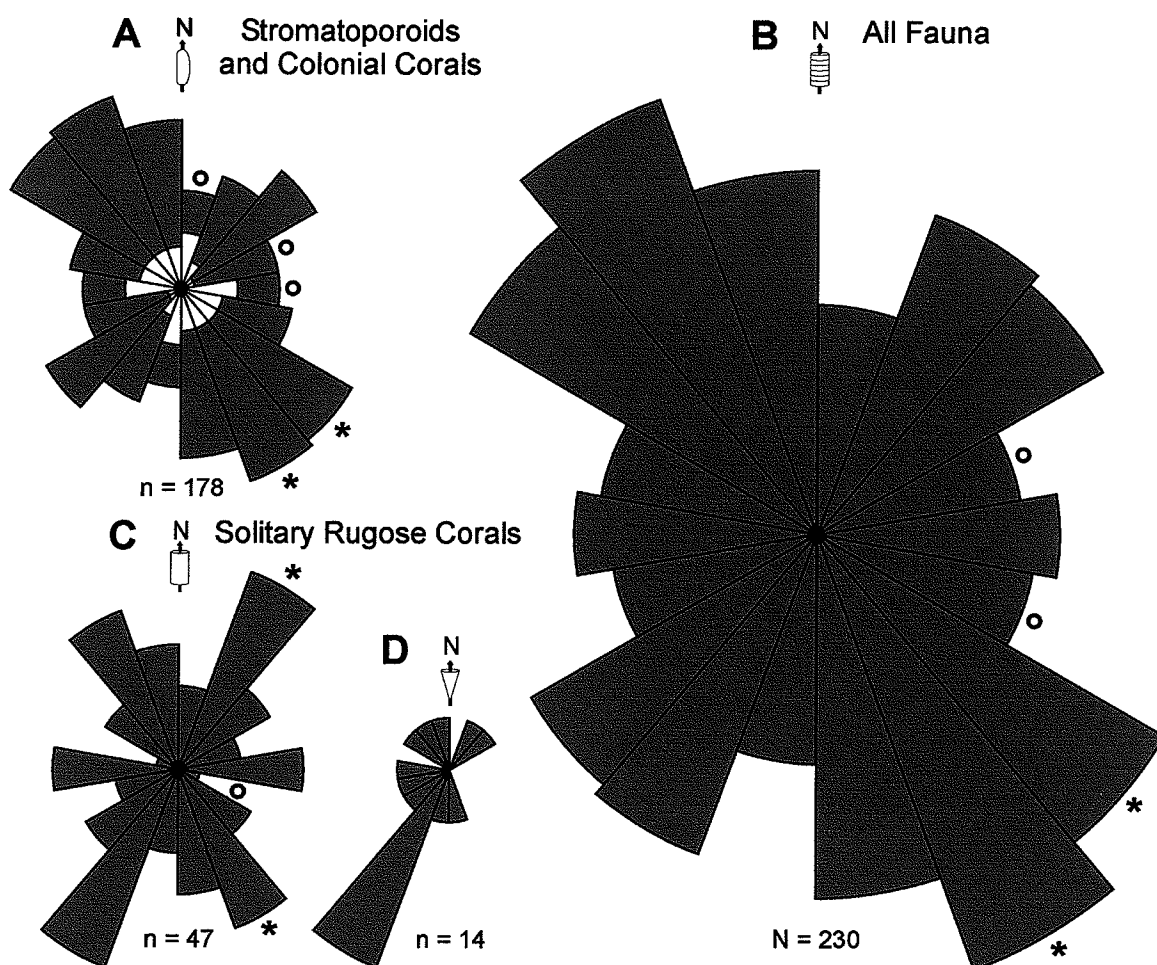 A N Stromatoporoids
and Colonial Corals
n = 178
B N All Fauna
N = 230
C N Solitary Rugose Corals
n = 47
D N
n = 14